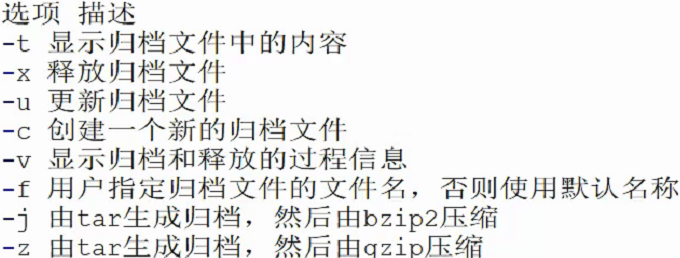 选项 描述
-t 显示归档文件中的内容
-x 释放归档文件
-u 更新归档文件
-c 创建一个新的归档文件
-v 显示归档和释放的过程信息
-f 用户指定归档文件的文件名，否则使用默认名称
-j 由tar生成归档，然后由bzip2压缩
-z 由tar生成归档，然后由gzip压缩